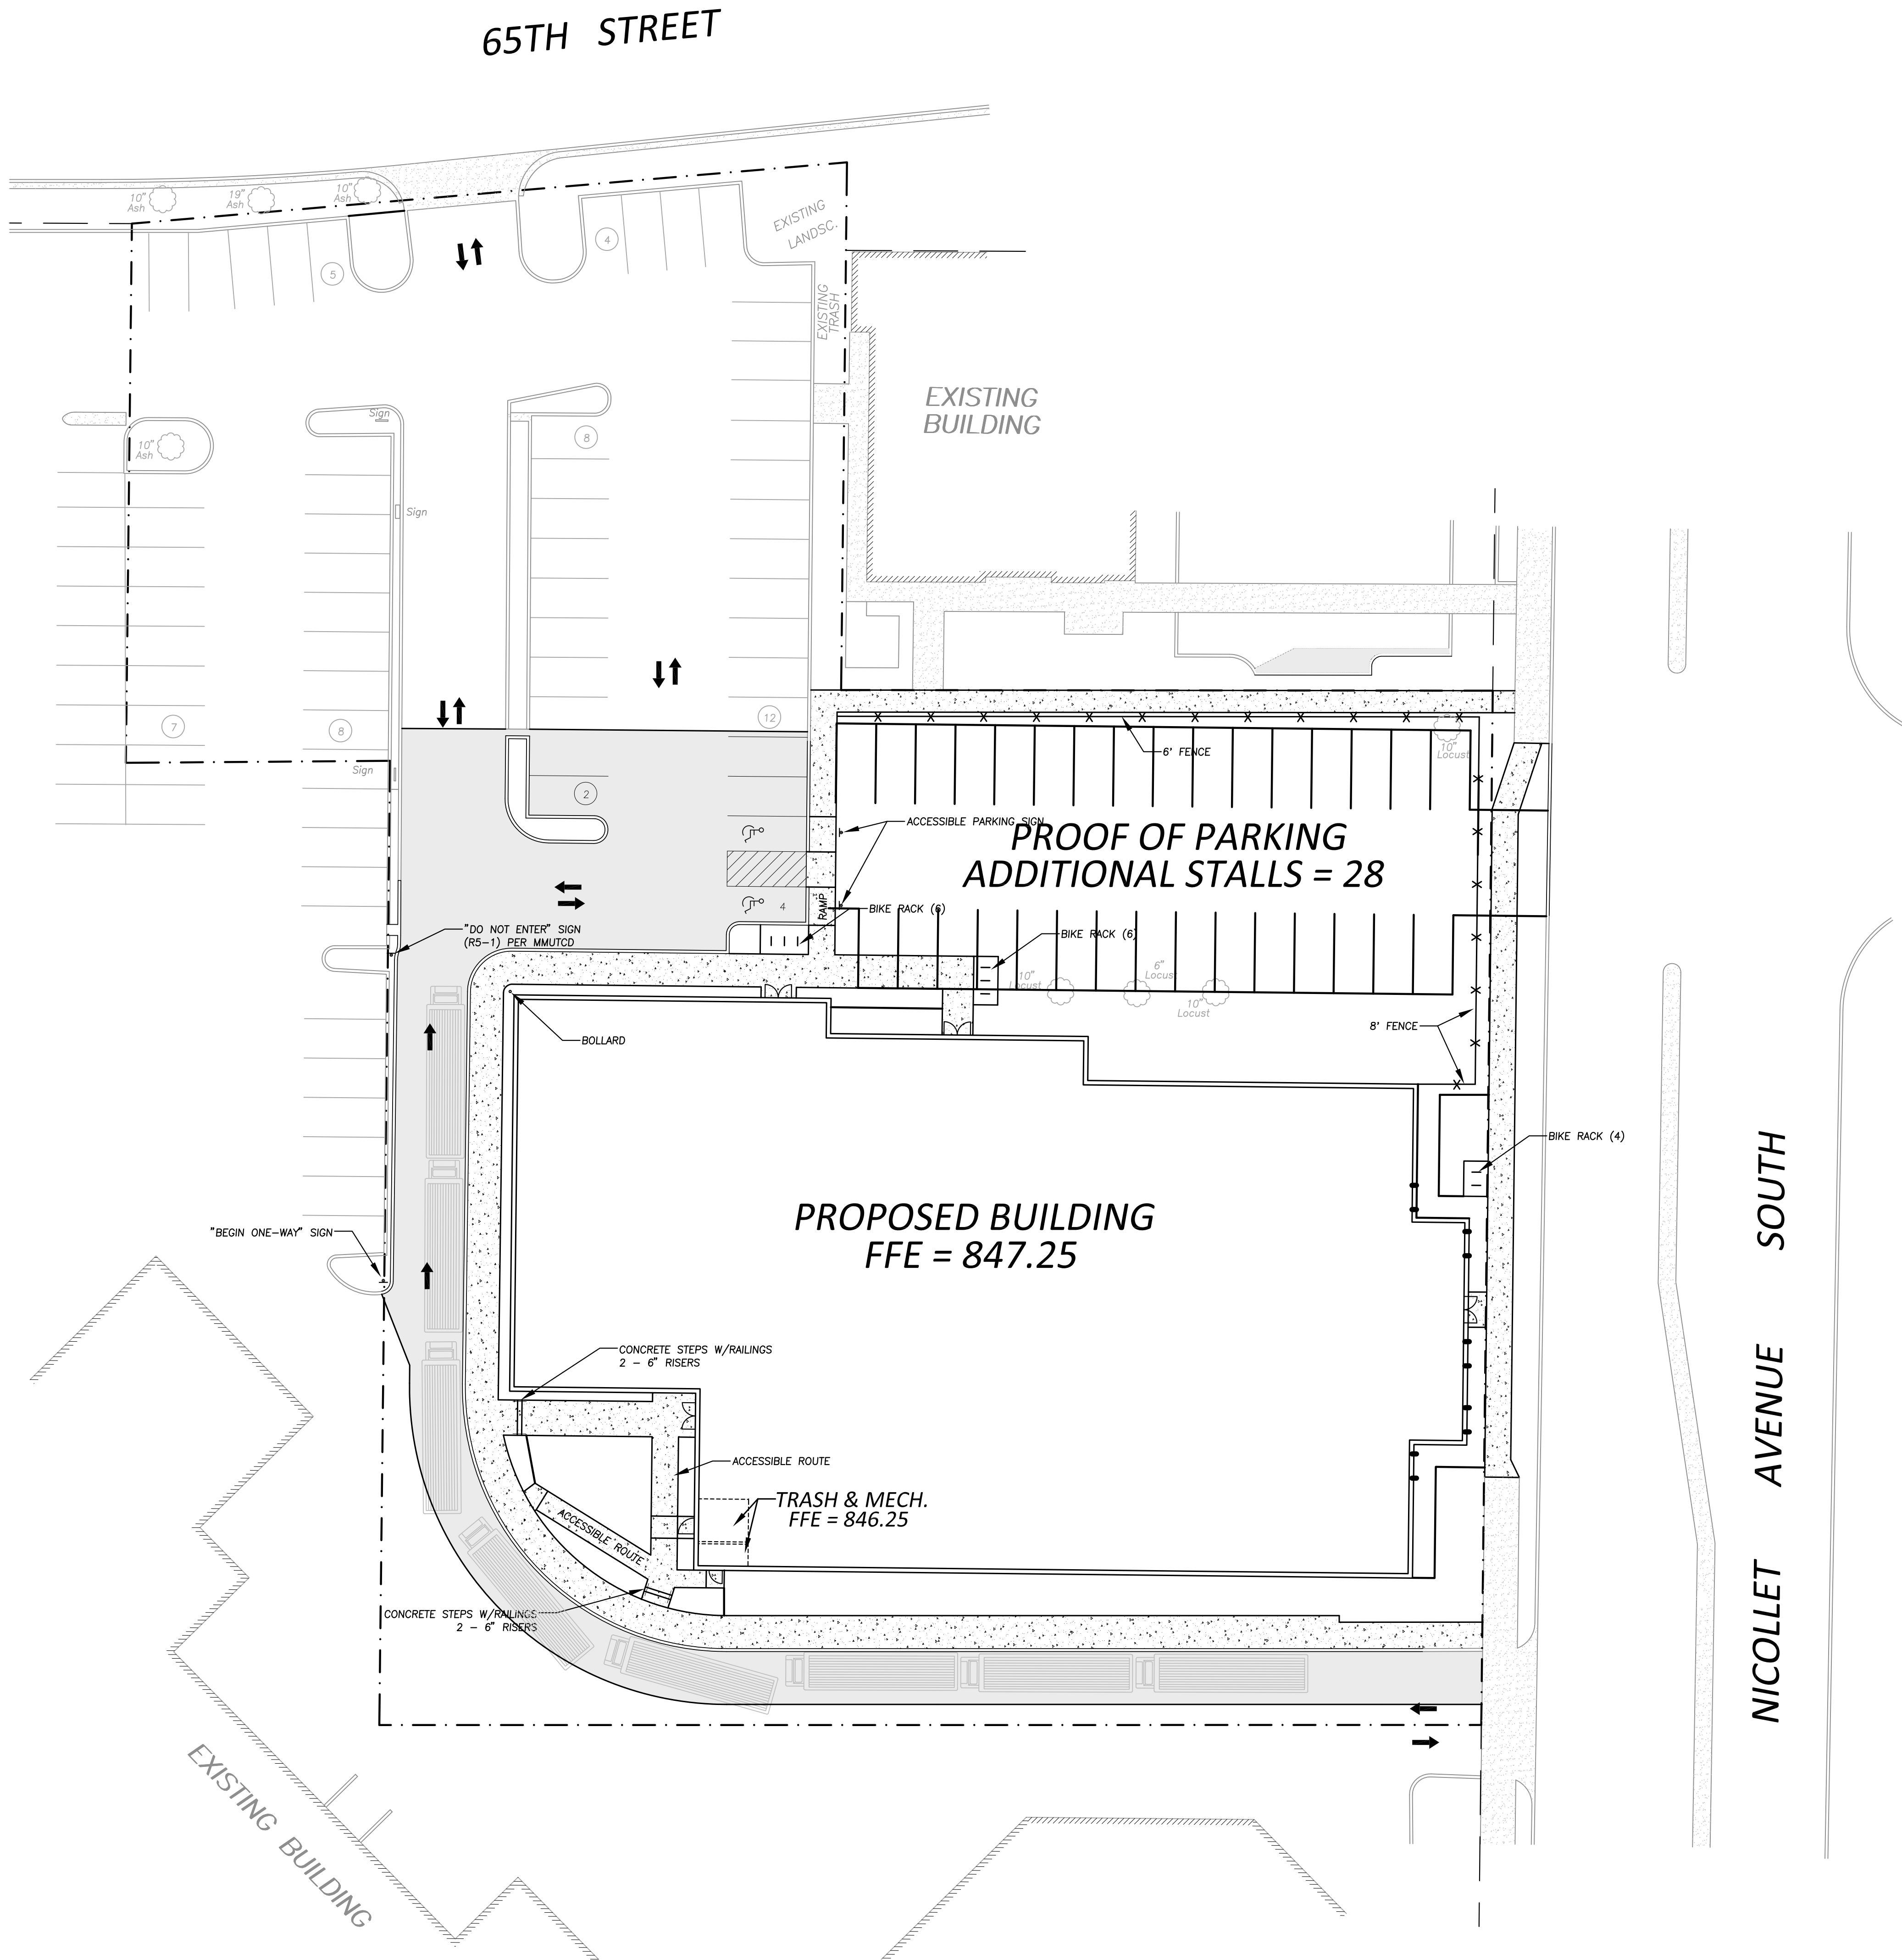 65TH STREET
10"
Ash
19"
Ash
10"
Ash
5
4
EXISTING
LANDSC.
EXISTING
TRASH
EXISTING
BUILDING
10"
Ash
Sign
8
Sign
7
8
12
Sign
6' FENCE
10"
Locust
2
ACCESSIBLE PARKING SIGN
PROOF OF PARKING
ADDITIONAL STALLS = 28
4
RAMP
BIKE RACK (6)
"DO NOT ENTER" SIGN
(R5-1) PER MMUTCD
BIKE RACK (6)
10"
Locust
6"
Locust
10"
Locust
8' FENCE
BOLLARD
BIKE RACK (4)
PROPOSED BUILDING
FFE = 847.25
"BEGIN ONE-WAY" SIGN
CONCRETE STEPS W/RAILINGS
2 - 6" RISERS
ACCESSIBLE ROUTE
TRASH & MECH.
FFE = 846.25
ACCESSIBLE ROUTE
CONCRETE STEPS W/RAILINGS
2 - 6" RISERS
NICOLLET AVENUE SOUTH
EXISTING BUILDING